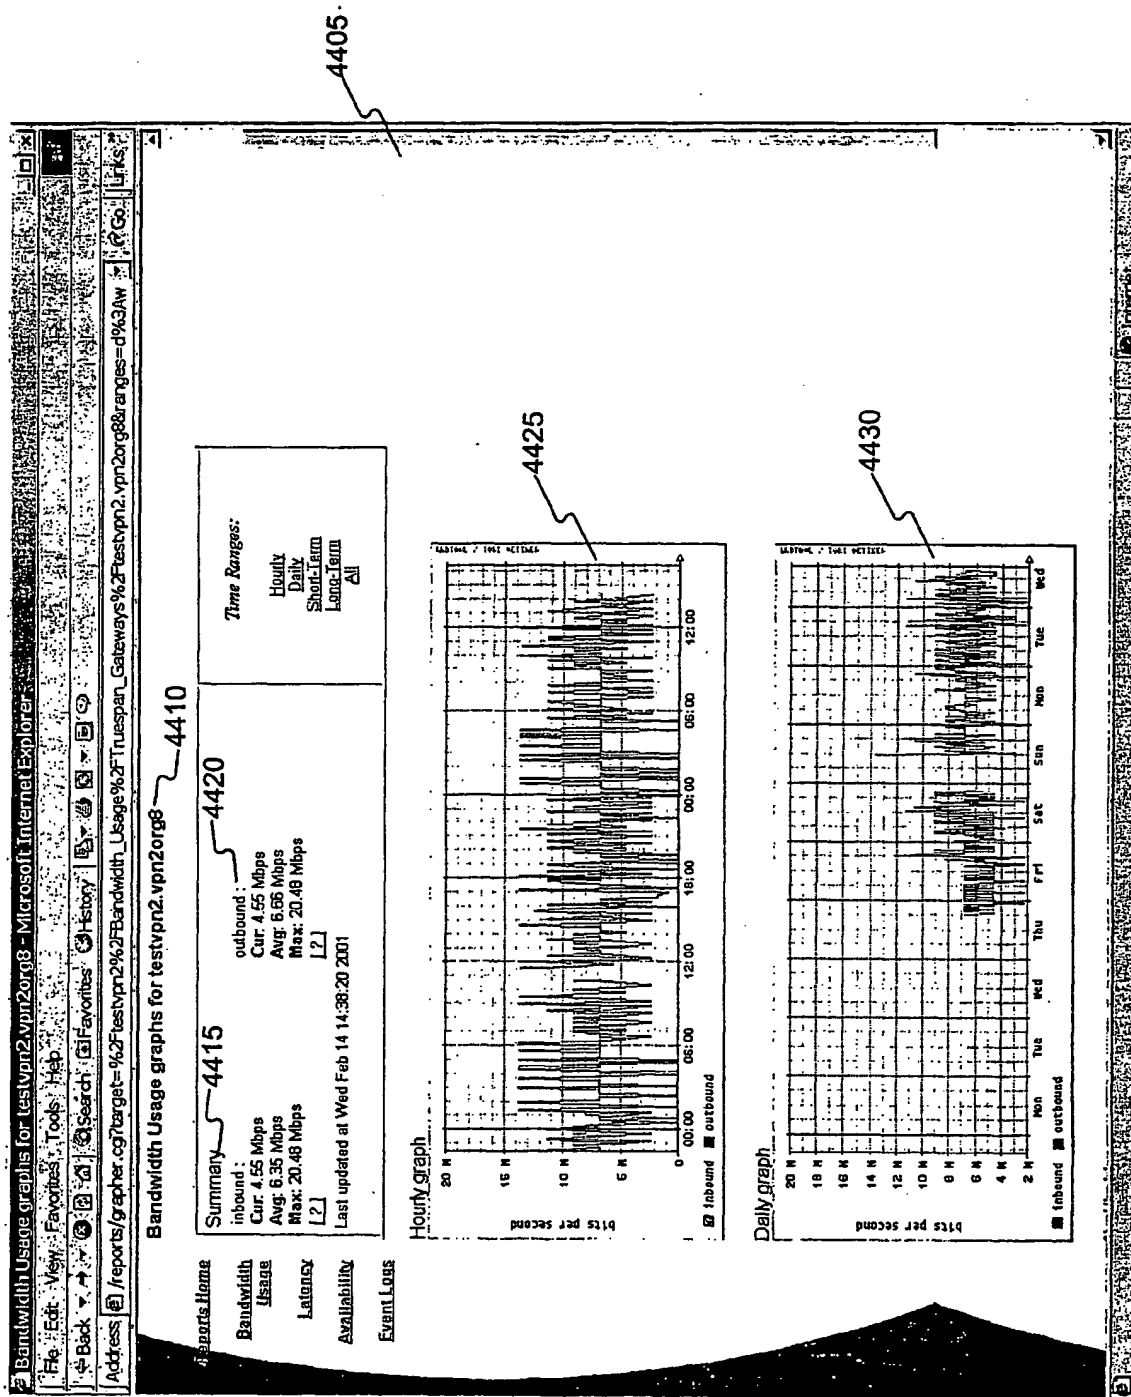 Bandwidth Usage graphs for testvpn2.vpn2org8 - Microsoft Internet Explorer
File Edit View Favorites Tools Help
Back Search Favorites History
Address /reports/grapher.cgi?target=%2Ftestvpn2%2FBandwidth_Usage%2FTruespan_Gateways%2Ftestvpn2.vpn2org8&ranges=d%3Aw Go Links
4405
Reports Home
Bandwidth
Usage
Latency
Availability
Event Logs
Bandwidth Usage graphs for testvpn2.vpn2org8
4410
Summary
4415
inbound :
Cur: 4.55 Mbps
Avg: 6.35 Mbps
Max: 20.48 Mbps
[?]
4420
outbound :
Cur: 4.55 Mbps
Avg: 6.66 Mbps
Max: 20.48 Mbps
[?]
Last updated at Wed Feb 14 14:38:20 2001
Time Ranges:
Hourly
Daily
Short-Term
Long-Term
All
Hourly graph
4425
bits per second
20 M
15 M
10 M
5 M
0
00:00 06:00 12:00 18:00 00:00 06:00 12:00
inbound outbound
Daily graph
4430
bits per second
20 M
18 M
16 M
14 M
12 M
10 M
8 M
6 M
4 M
2 M
Mon Tue Wed Thu Fri Sat Sun Mon Tue Wed
inbound outbound
Internet